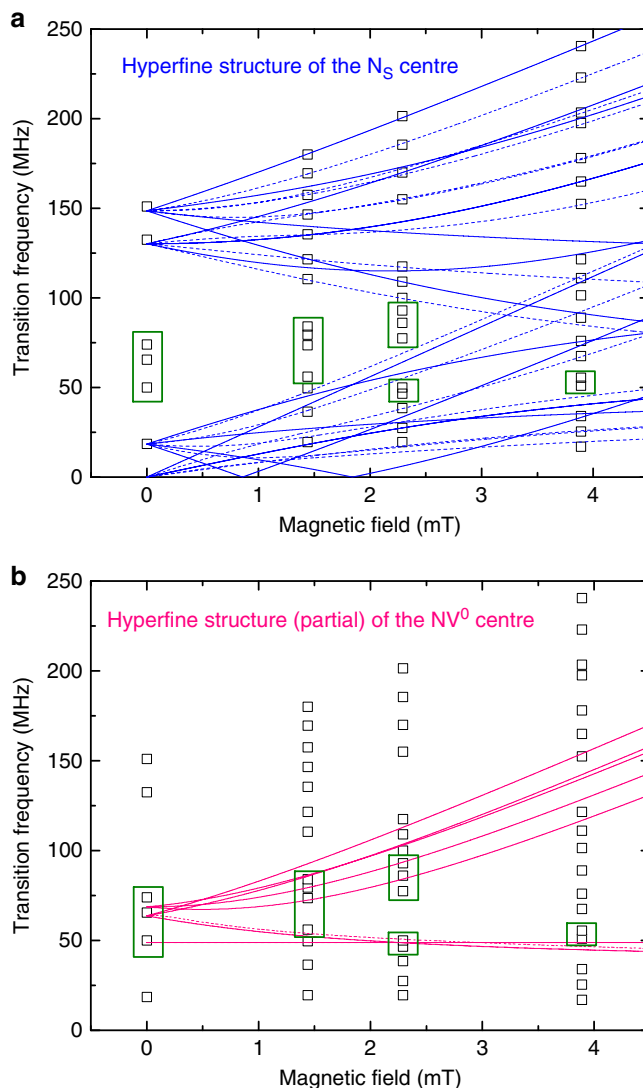 a
250
Hyperfine structure of the N_S centre
200
150
100
50
0
Transition frequency (MHz)
0 1 2 3 4
Magnetic field (mT)
b
250
Hyperfine structure (partial) of the NV⁰ centre
200
150
100
50
0
Transition frequency (MHz)
0 1 2 3 4
Magnetic field (mT)